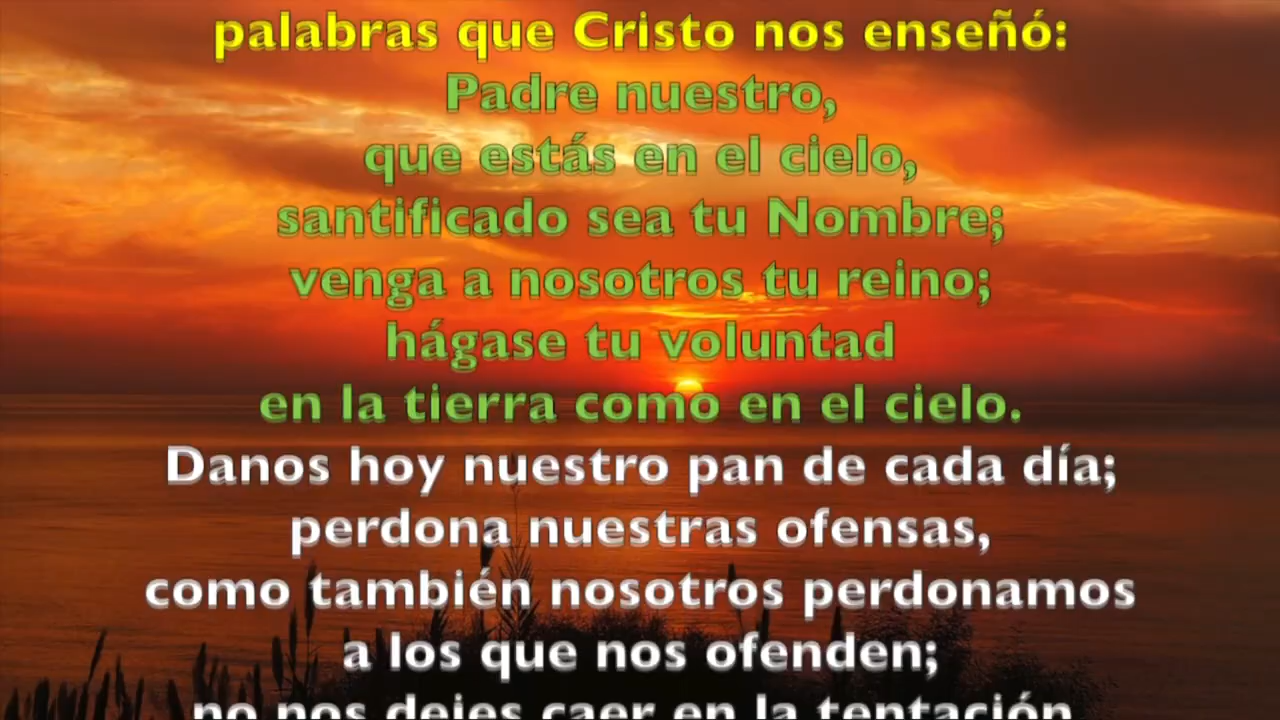 palabras que Cristo nos enseñó:
Padre nuestro,
que estás en el cielo,
santificado sea tu Nombre;
venga a nosotros tu reino;
hágase tu voluntad
en la tierra como en el cielo.
Danos hoy nuestro pan de cada día;
perdona nuestras ofensas,
como también nosotros perdonamos
a los que nos ofenden;
no nos dejes caer en la tentación